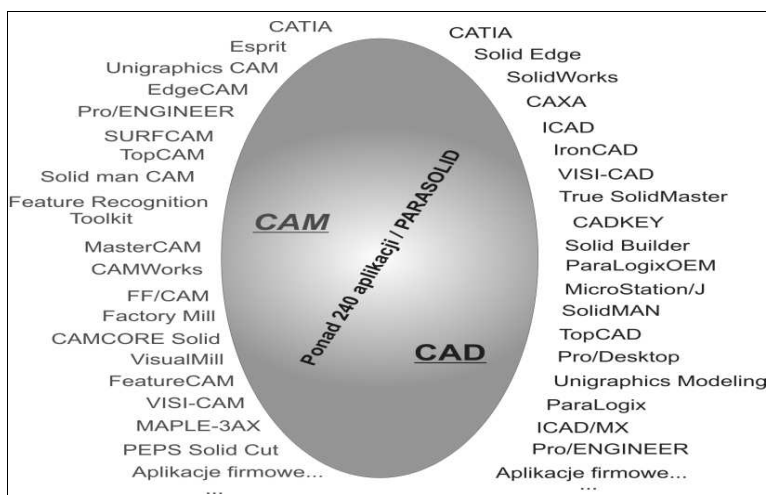 CATIA
Esprit
Unigraphics CAM
EdgeCAM
Pro/ENGINEER
SURFCAM
TopCAM
Solid man CAM
Feature Recognition
Toolkit
MasterCAM
CAMWorks
FF/CAM
Factory Mill
CAMCORE Solid
VisualMill
FeatureCAM
VISI-CAM
MAPLE-3AX
PEPS Solid Cut
Aplikacje firmowe...
...
CAM
Ponad 240 aplikacji / PARASOLID
CAD
CATIA
Solid Edge
SolidWorks
CAXA
ICAD
IronCAD
VISI-CAD
True SolidMaster
CADKEY
Solid Builder
ParaLogixOEM
MicroStation/J
SolidMAN
TopCAD
Pro/Desktop
Unigraphics Modeling
ParaLogix
ICAD/MX
Pro/ENGINEER
Aplikacje firmowe...
...